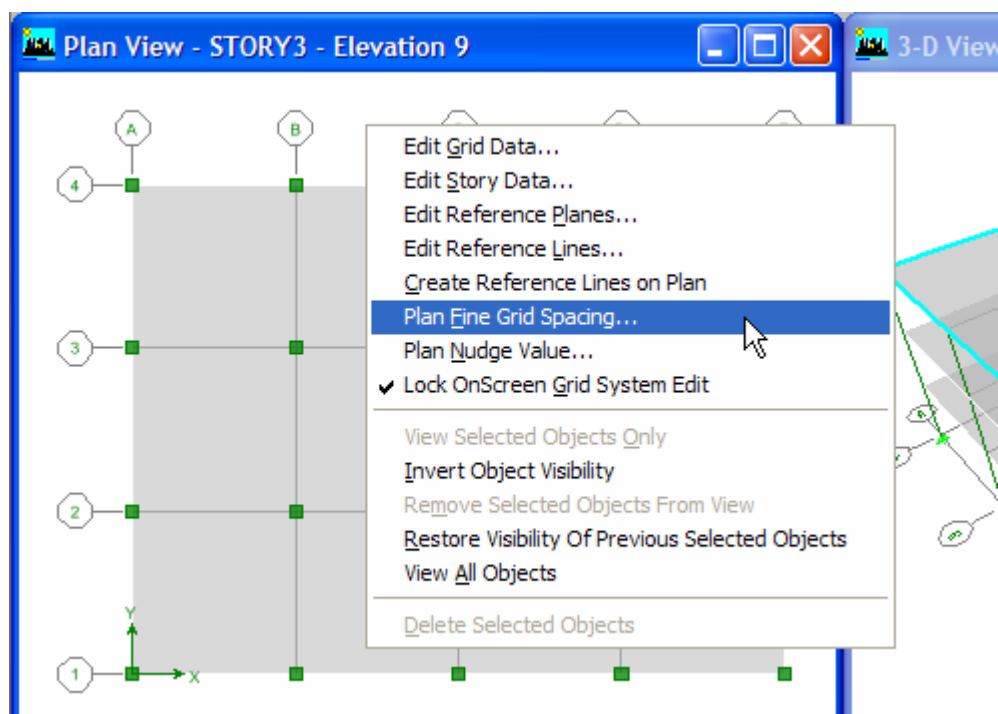 Plan View - STORY3 - Elevation 9
3-D View
A
B
4
3
2
1
Y
X
Edit Grid Data...
Edit Story Data...
Edit Reference Planes...
Edit Reference Lines...
Create Reference Lines on Plan
Plan Fine Grid Spacing...
Plan Nudge Value...
Lock OnScreen Grid System Edit
View Selected Objects Only
Invert Object Visibility
Remove Selected Objects From View
Restore Visibility Of Previous Selected Objects
View All Objects
Delete Selected Objects